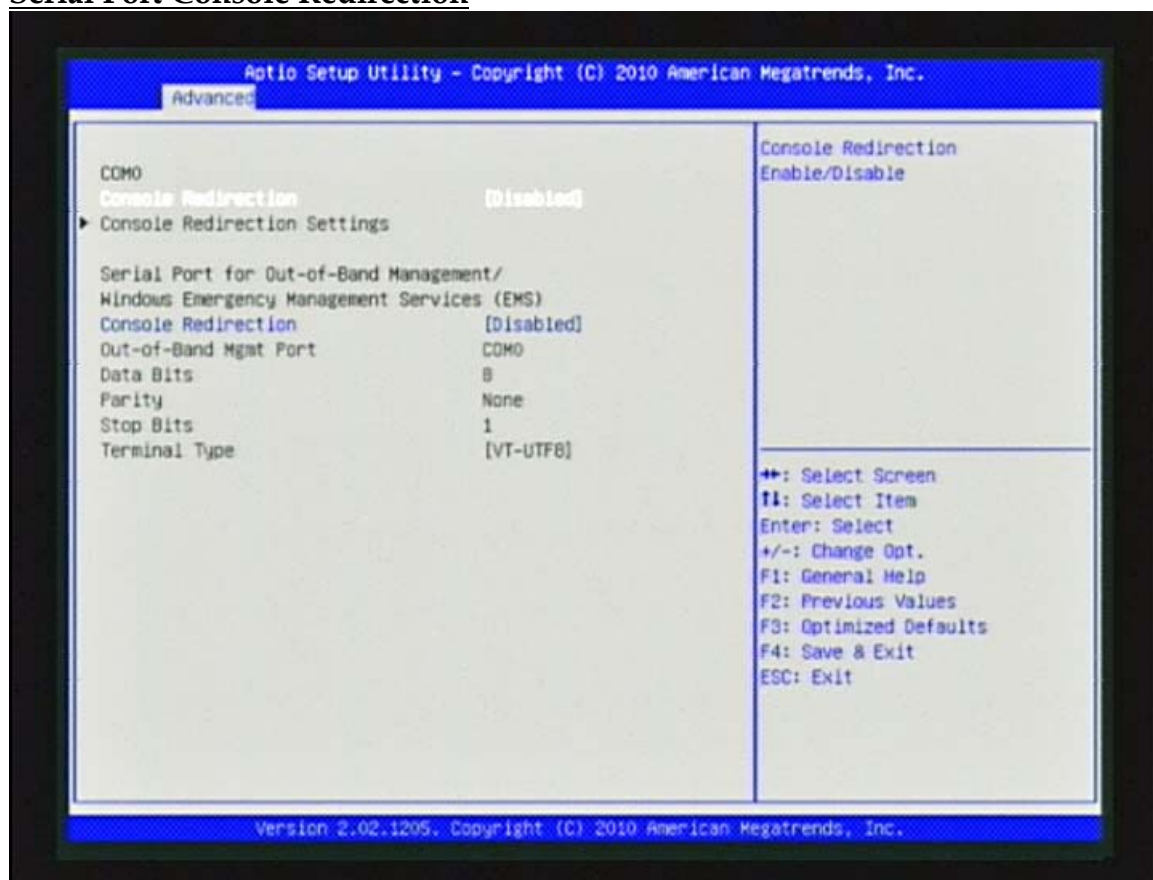 Serial Port Console Redirection
Aptio Setup Utility – Copyright (C) 2010 American Megatrends, Inc.
Advanced
COM0
Console Redirection [Disabled]
Console Redirection Settings
Serial Port for Out-of-Band Management/
Windows Emergency Management Services (EMS)
Console Redirection [Disabled]
Out-of-Band Mgmt Port COM0
Data Bits 8
Parity None
Stop Bits 1
Terminal Type [VT-UTF8]
Console Redirection
Enable/Disable
→←: Select Screen
↑↓: Select Item
Enter: Select
+/-: Change Opt.
F1: General Help
F2: Previous Values
F3: Optimized Defaults
F4: Save & Exit
ESC: Exit
Version 2.02.1205. Copyright (C) 2010 American Megatrends, Inc.